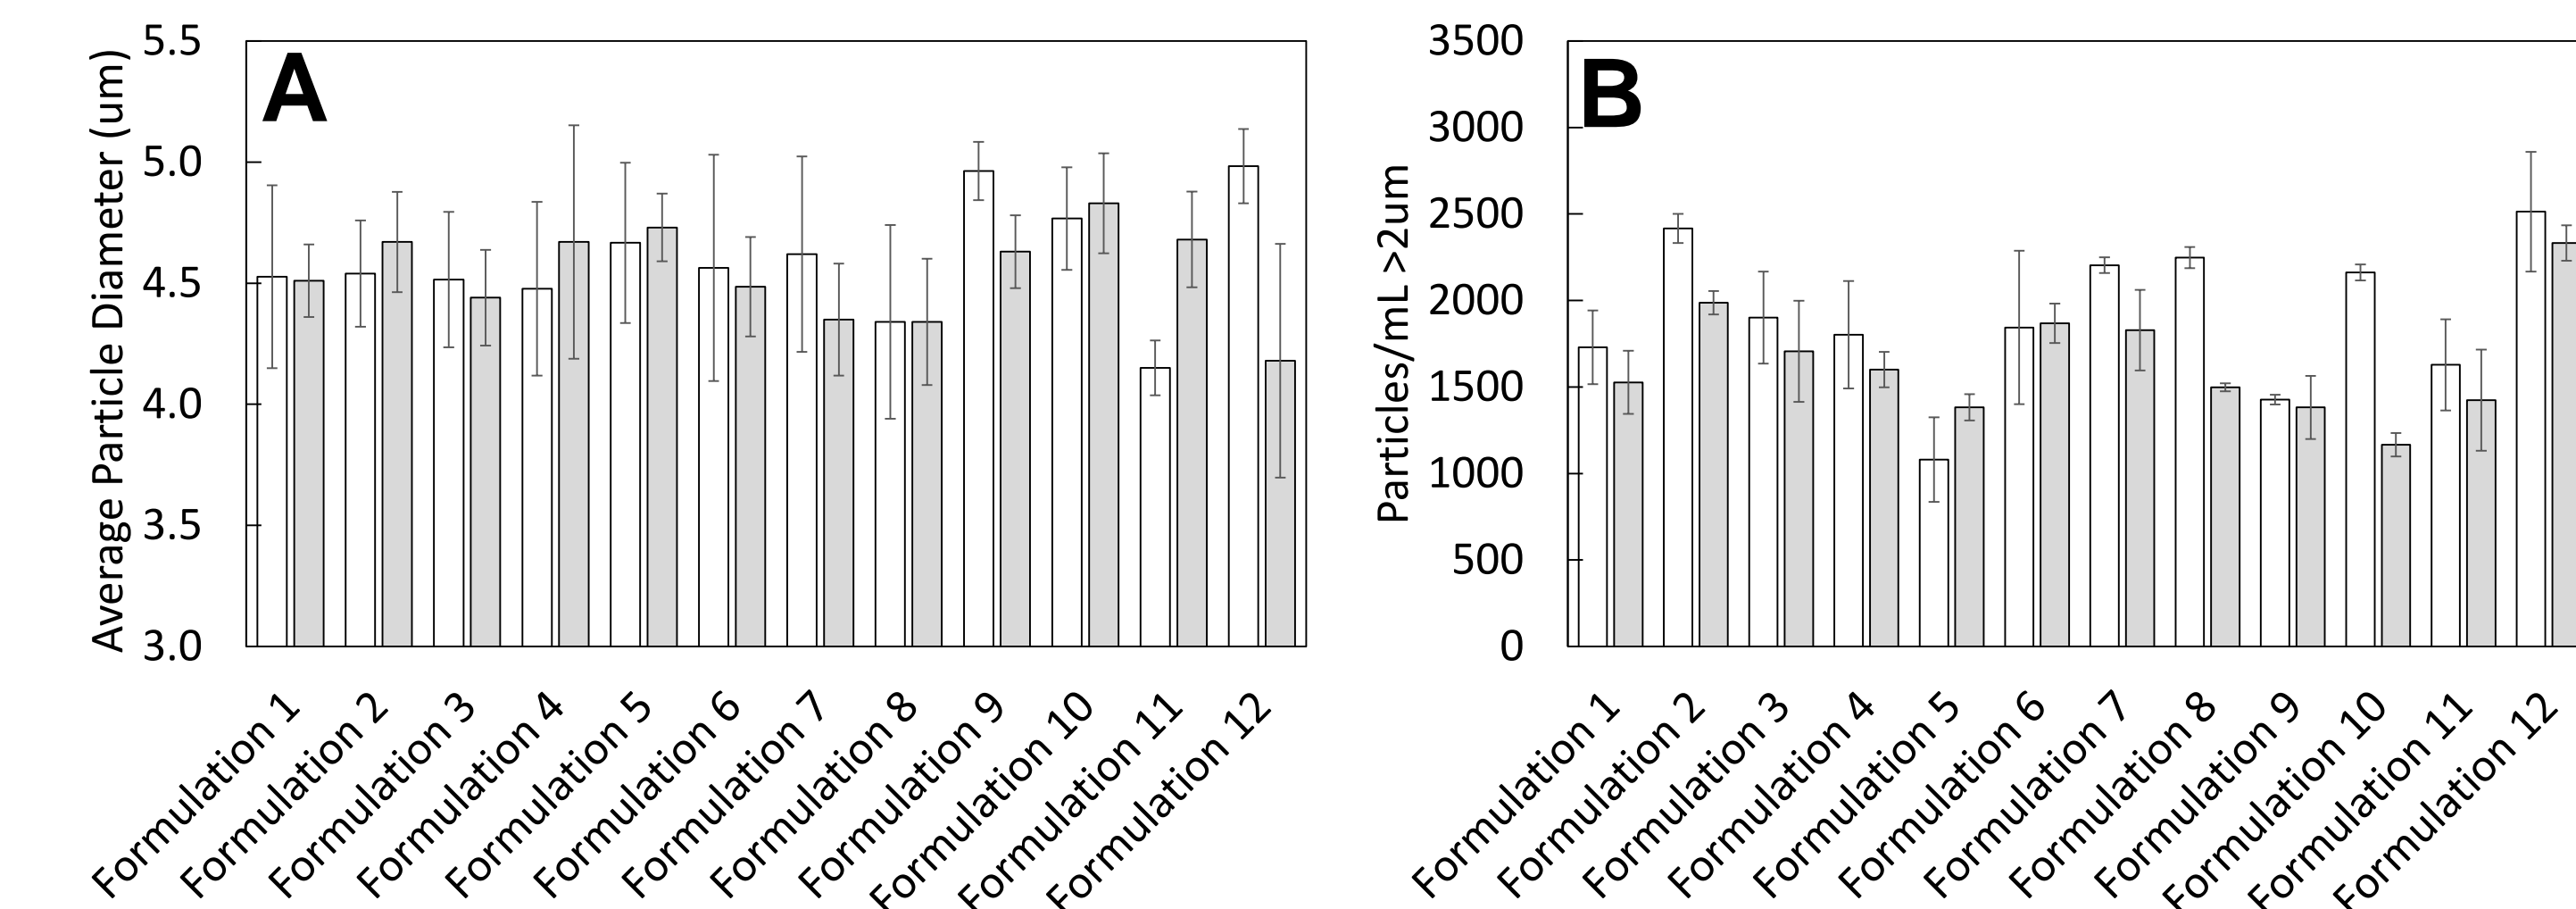 A
Average Particle Diameter (um)
5.5
5.0
4.5
4.0
3.5
3.0
Formulation 1
Formulation 2
Formulation 3
Formulation 4
Formulation 5
Formulation 6
Formulation 7
Formulation 8
Formulation 9
Formulation 10
Formulation 11
Formulation 12
B
Particles/mL >2um
3500
3000
2500
2000
1500
1000
500
0
Formulation 1
Formulation 2
Formulation 3
Formulation 4
Formulation 5
Formulation 6
Formulation 7
Formulation 8
Formulation 9
Formulation 10
Formulation 11
Formulation 12